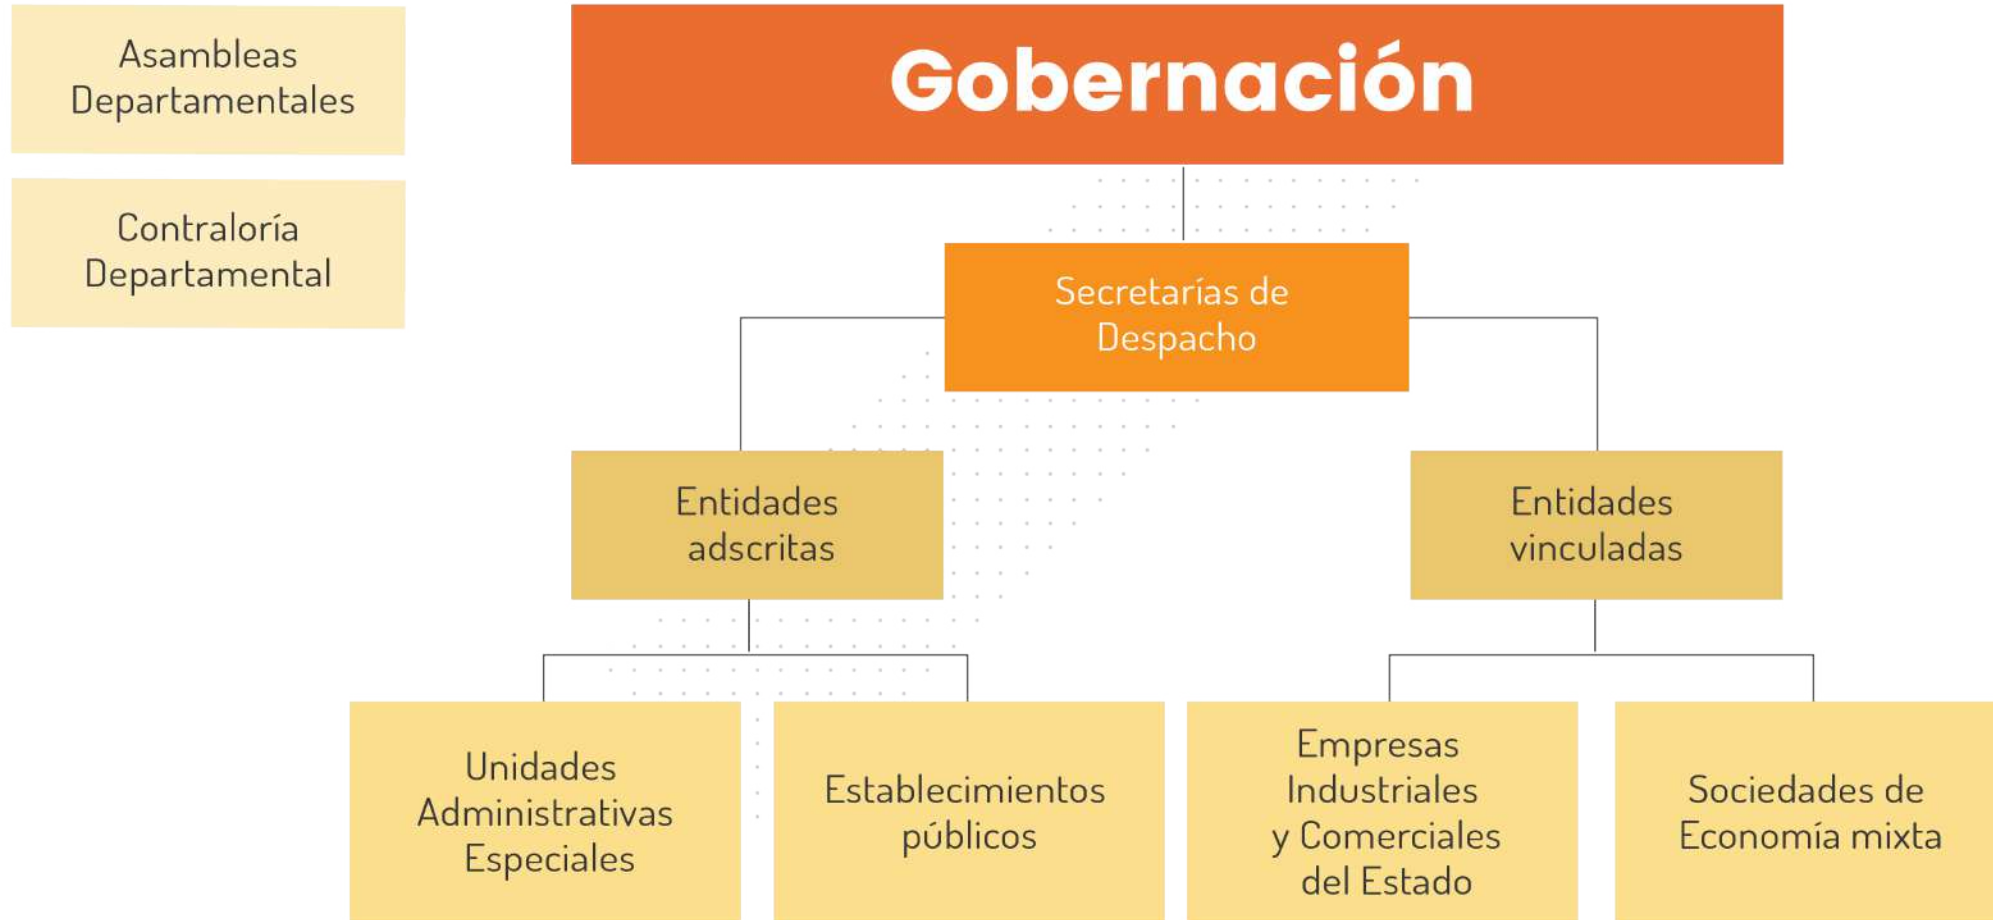 Asambleas
Departamentales
Contraloría
Departamental
Gobernación
Secretarías de
Despacho
Entidades
adscritas
Entidades
vinculadas
Unidades
Administrativas
Especiales
Establecimientos
públicos
Empresas
Industriales
y Comerciales
del Estado
Sociedades de
Economía mixta